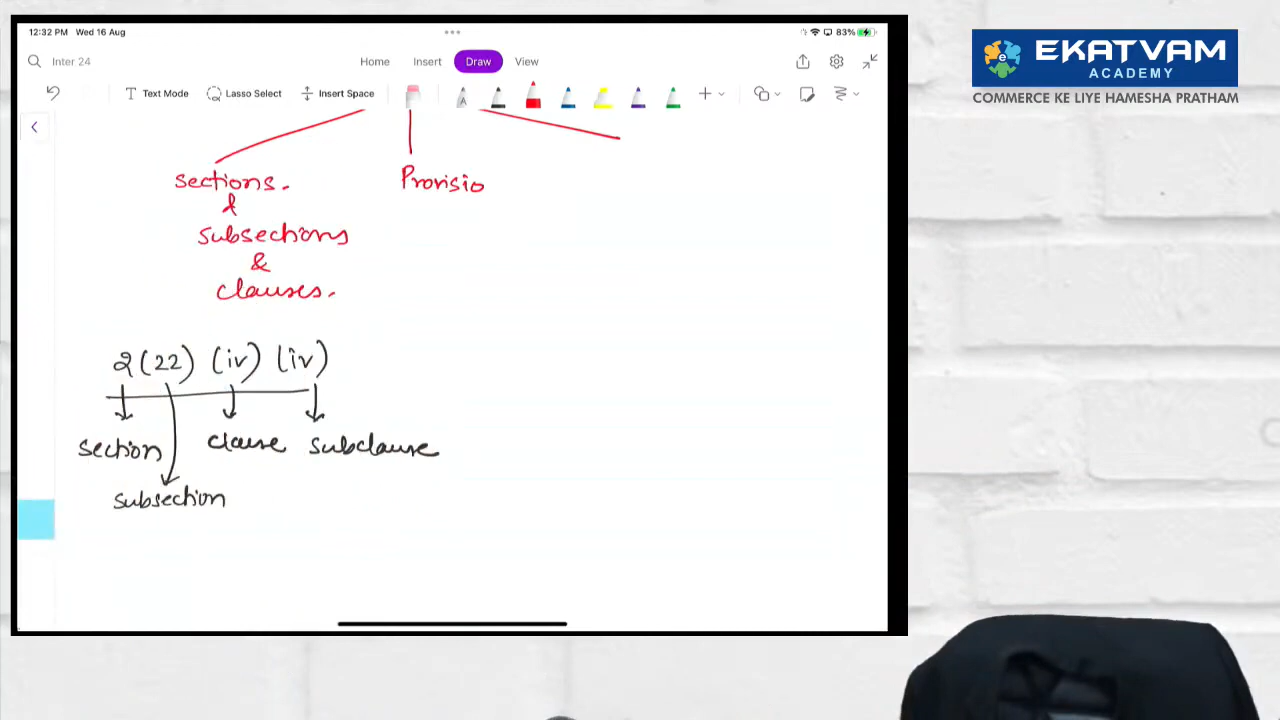 12:32 PM Wed 16 Aug
83%
Inter 24
Home Insert Draw View
Text Mode Lasso Select Insert Space
EKATVAM
ACADEMY
COMMERCE KE LIYE HAMESHA PRATHAM
sections. Provisio
&
subsections
&
clauses.
2(22) (iv) (iv)
section clause subclause
subsection